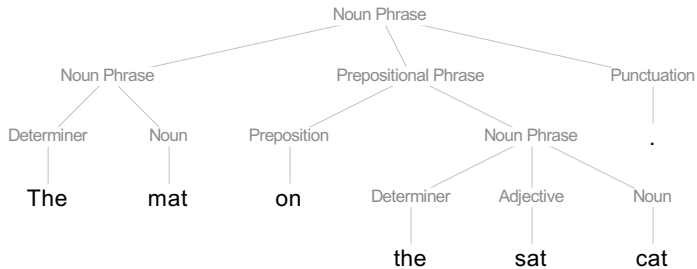 Noun Phrase
Noun Phrase Prepositional Phrase Punctuation
Determiner Noun Preposition Noun Phrase .
The mat on Determiner Adjective Noun
the sat cat